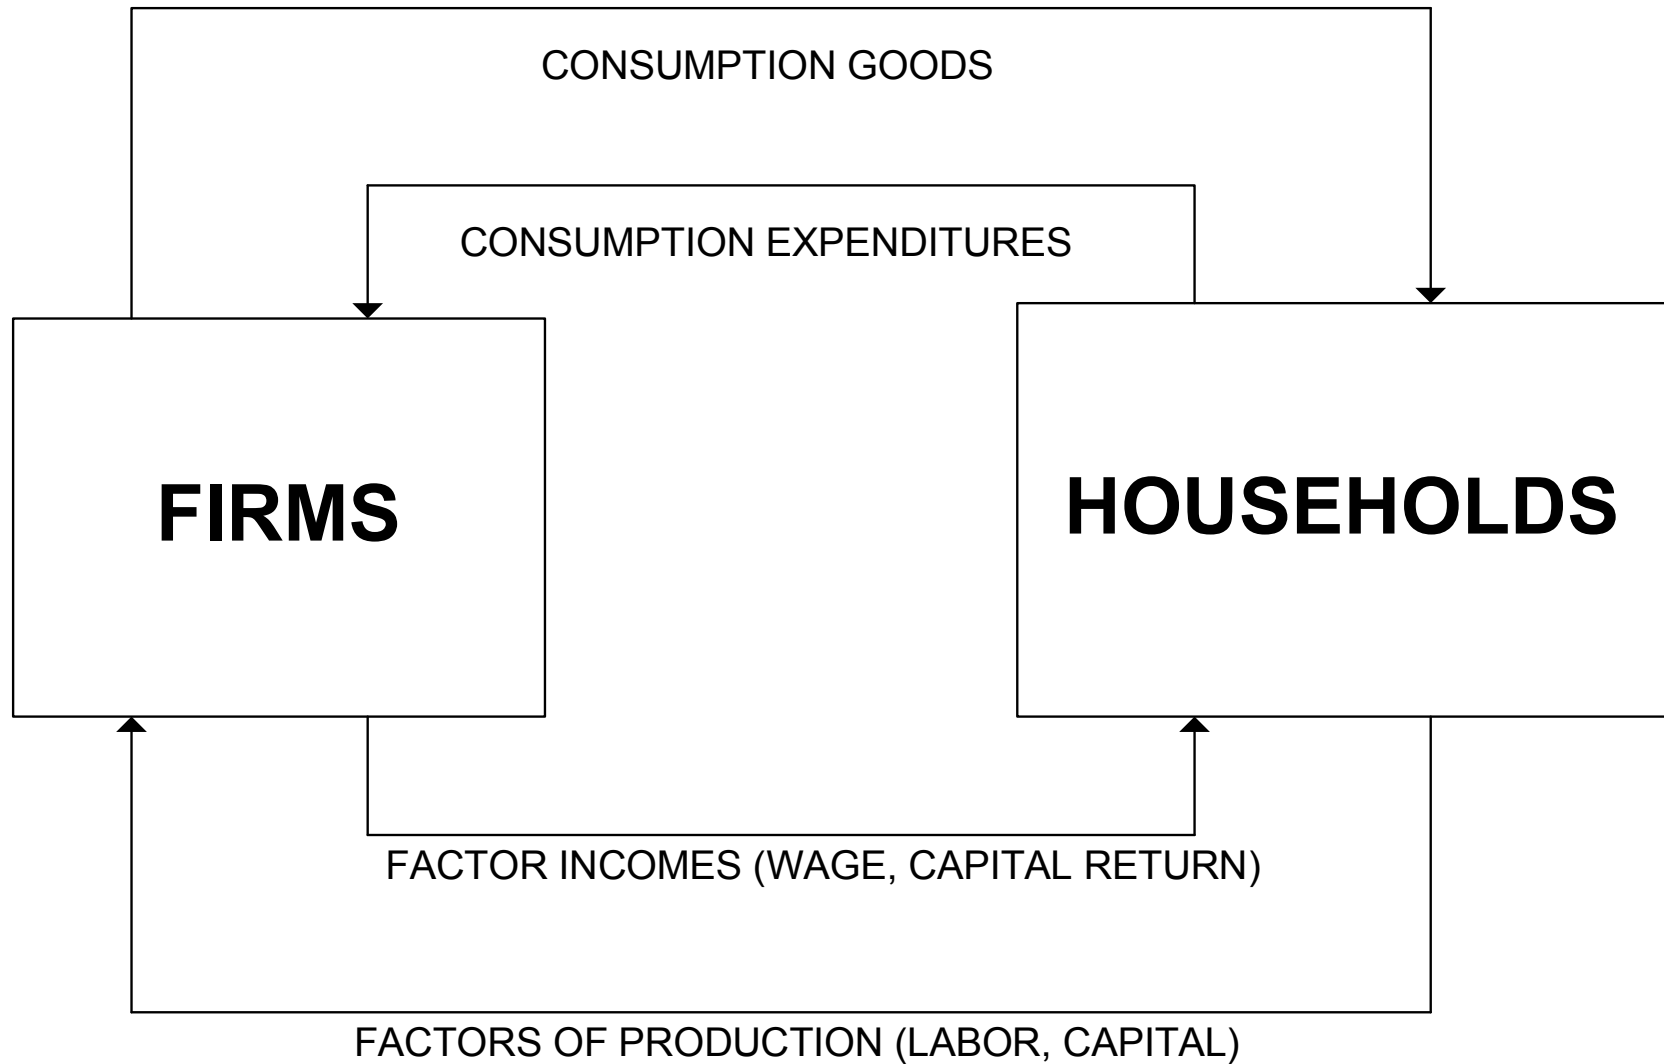 CONSUMPTION GOODS
CONSUMPTION EXPENDITURES
FIRMS
HOUSEHOLDS
FACTOR INCOMES (WAGE, CAPITAL RETURN)
FACTORS OF PRODUCTION (LABOR, CAPITAL)